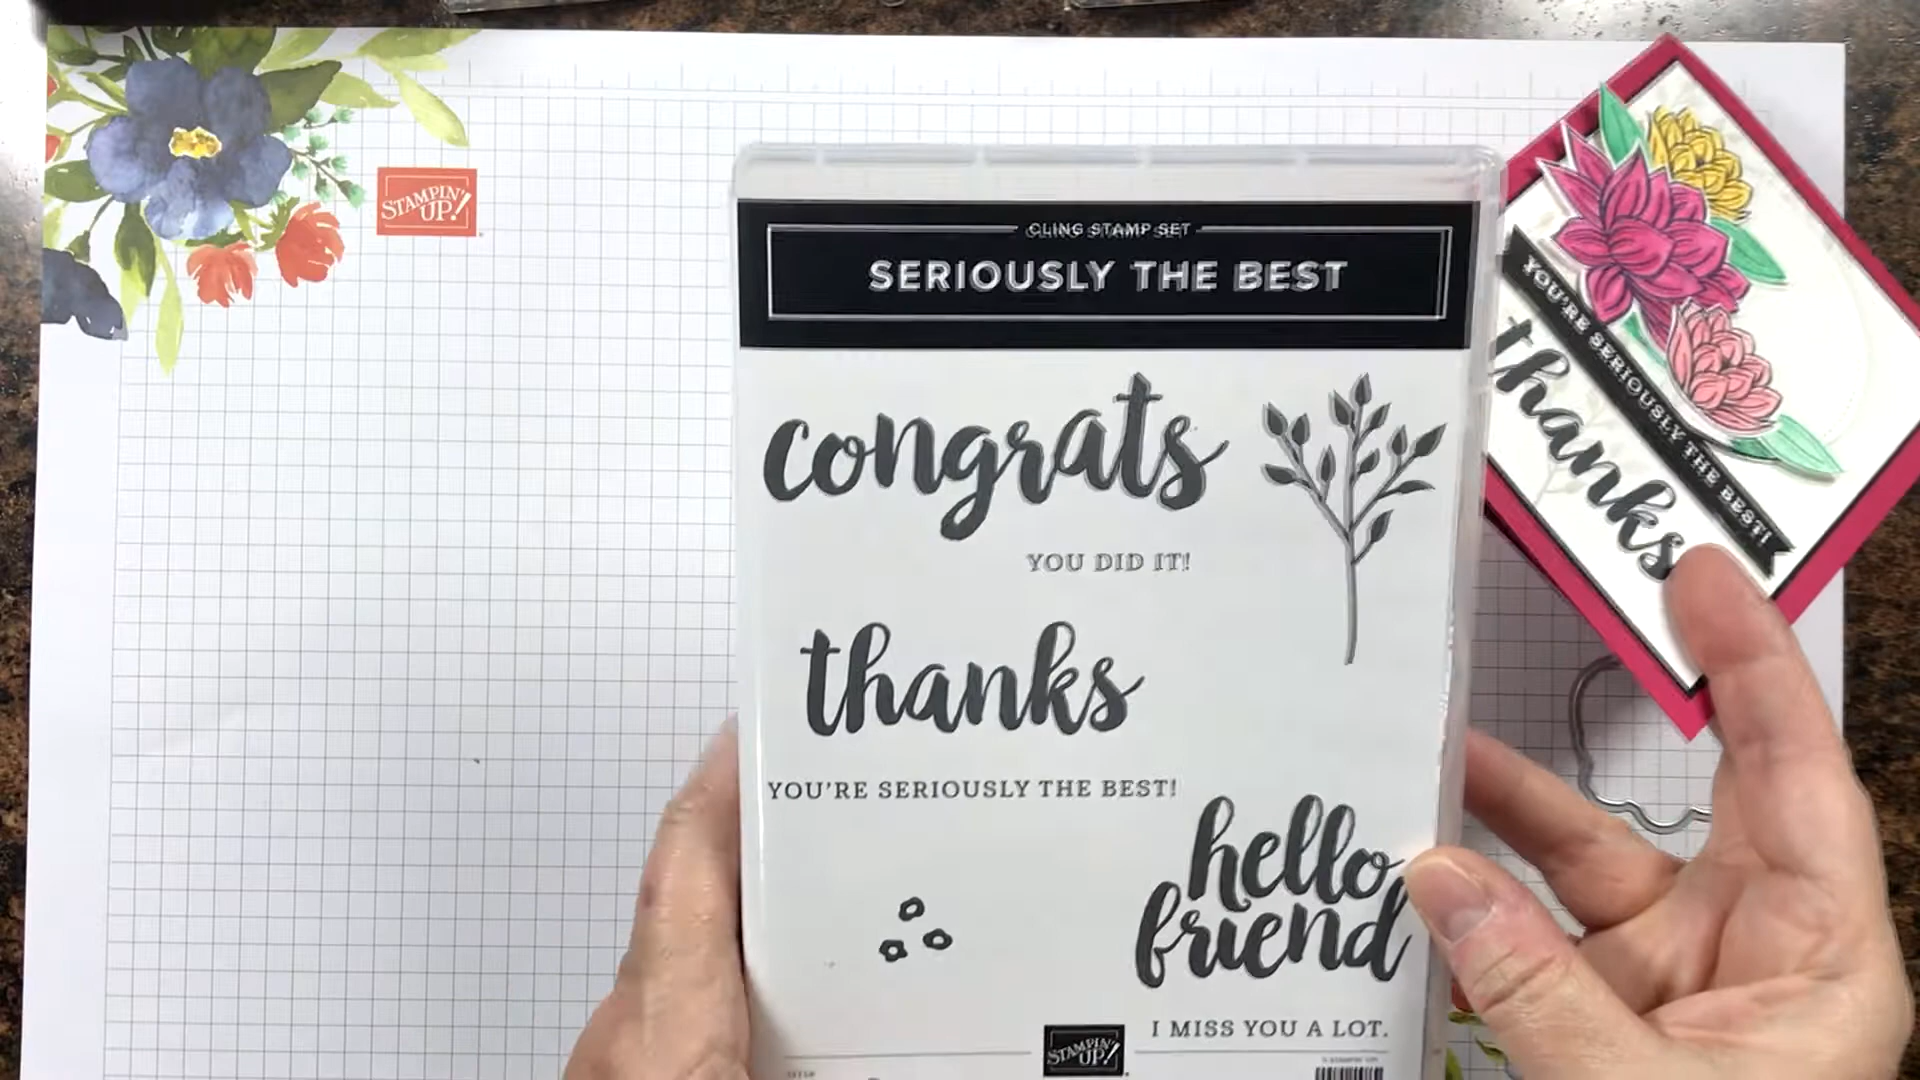 STAMPIN' UP!
CLING STAMP SET
SERIOUSLY THE BEST
congrats
YOU DID IT!
thanks
YOU'RE SERIOUSLY THE BEST!
hello
friend
I MISS YOU A LOT.
STAMPIN' UP!
YOU'RE SERIOUSLY THE BEST!
thanks